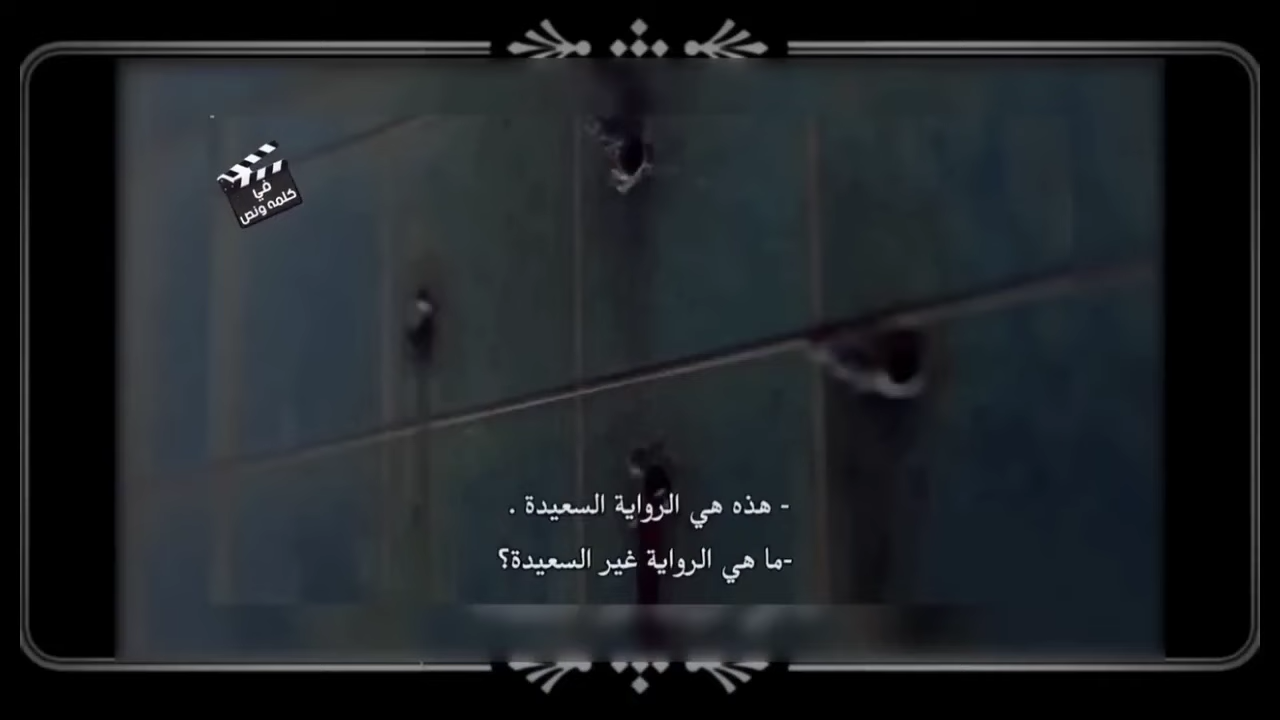 في
كلمه ونص
- هذه هي الرواية السعيدة .
-ما هي الرواية غير السعيدة؟